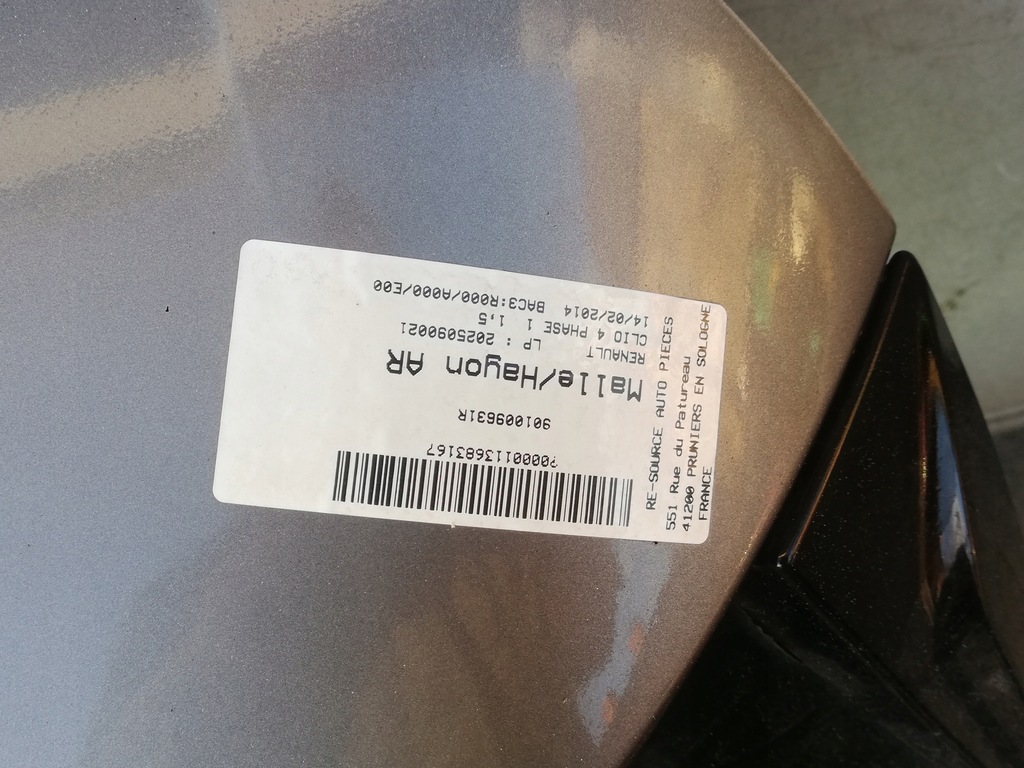 ?0000113683167
901009631R
Malle/Hayon AR
RENAULT LP : 2025090021
CLIO 4 PHASE 1 1,5
14/02/2014 BAC3:R000/A000/E00
RE-SOURCE AUTO PIECES
551 Rue du Patureau
41200 PRUNIERS EN SOLOGNE
FRANCE